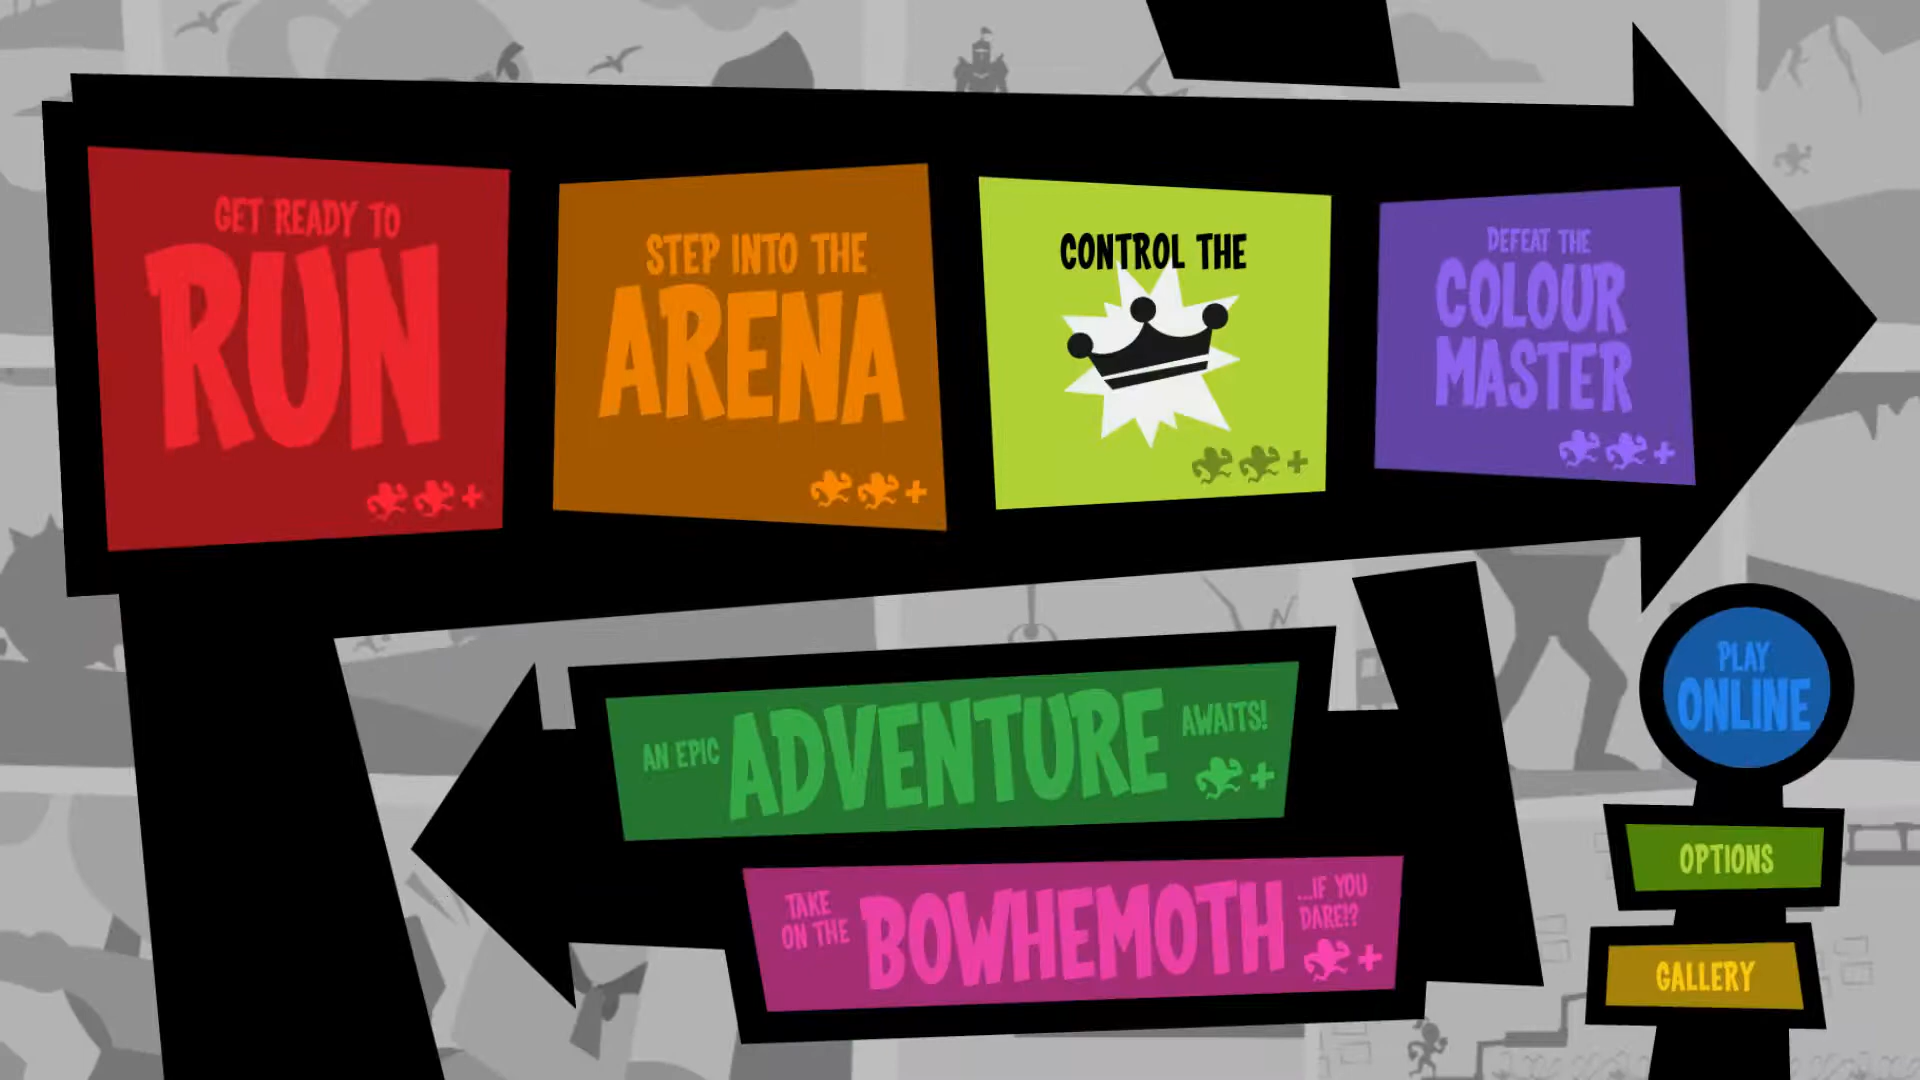 GET READY TO
RUN
+
STEP INTO THE
ARENA
+
CONTROL THE
+
DEFEAT THE
COLOUR
MASTER
+
AN EPIC ADVENTURE AWAITS!
+
TAKE
ON THE
BOWHEMOTH
...IF YOU
DARE!?
+
PLAY
ONLINE
OPTIONS
GALLERY